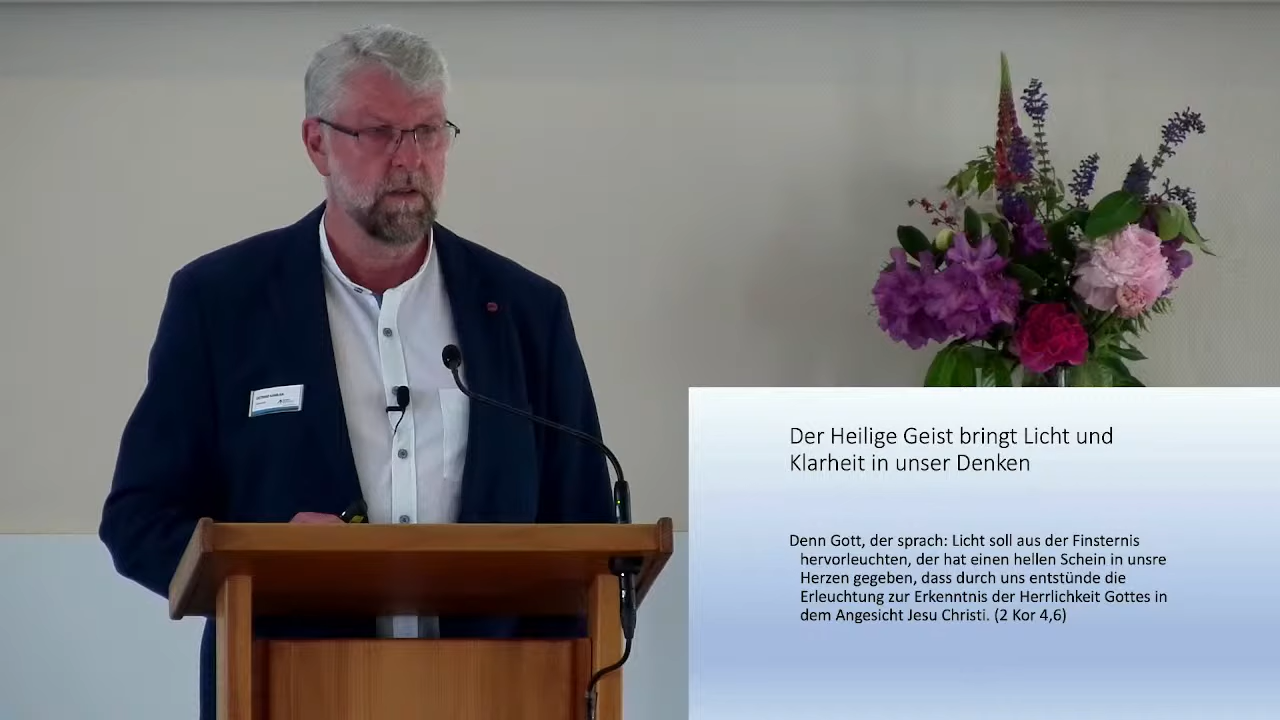 Der Heilige Geist bringt Licht und
Klarheit in unser Denken
Denn Gott, der sprach: Licht soll aus der Finsternis
hervorleuchten, der hat einen hellen Schein in unsre
Herzen gegeben, dass durch uns entstünde die
Erleuchtung zur Erkenntnis der Herrlichkeit Gottes in
dem Angesicht Jesu Christi. (2 Kor 4,6)